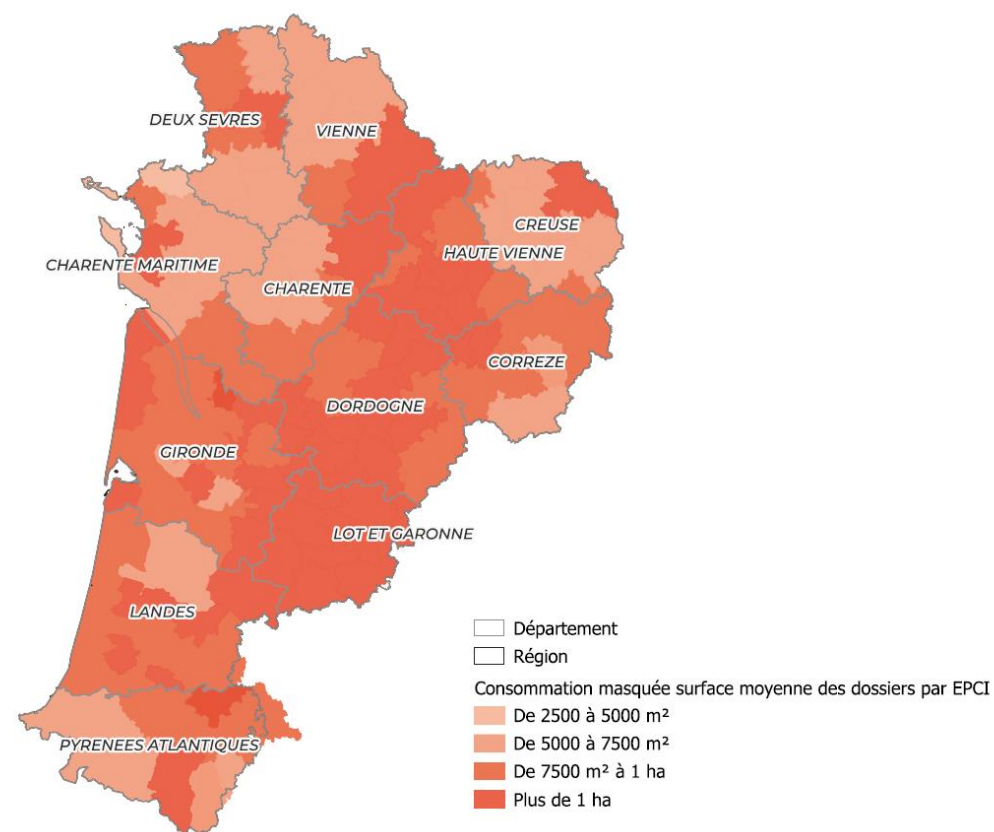 DEUX SEVRES
VIENNE
CREUSE
HAUTE VIENNE
CHARENTE MARITIME
CHARENTE
CORREZE
DORDOGNE
GIRONDE
LOT ET GARONNE
LANDES
PYRENEES ATLANTIQUES
Département
Région
Consommation masquée surface moyenne des dossiers par EPCI
De 2500 à 5000 m²
De 5000 à 7500 m²
De 7500 m² à 1 ha
Plus de 1 ha